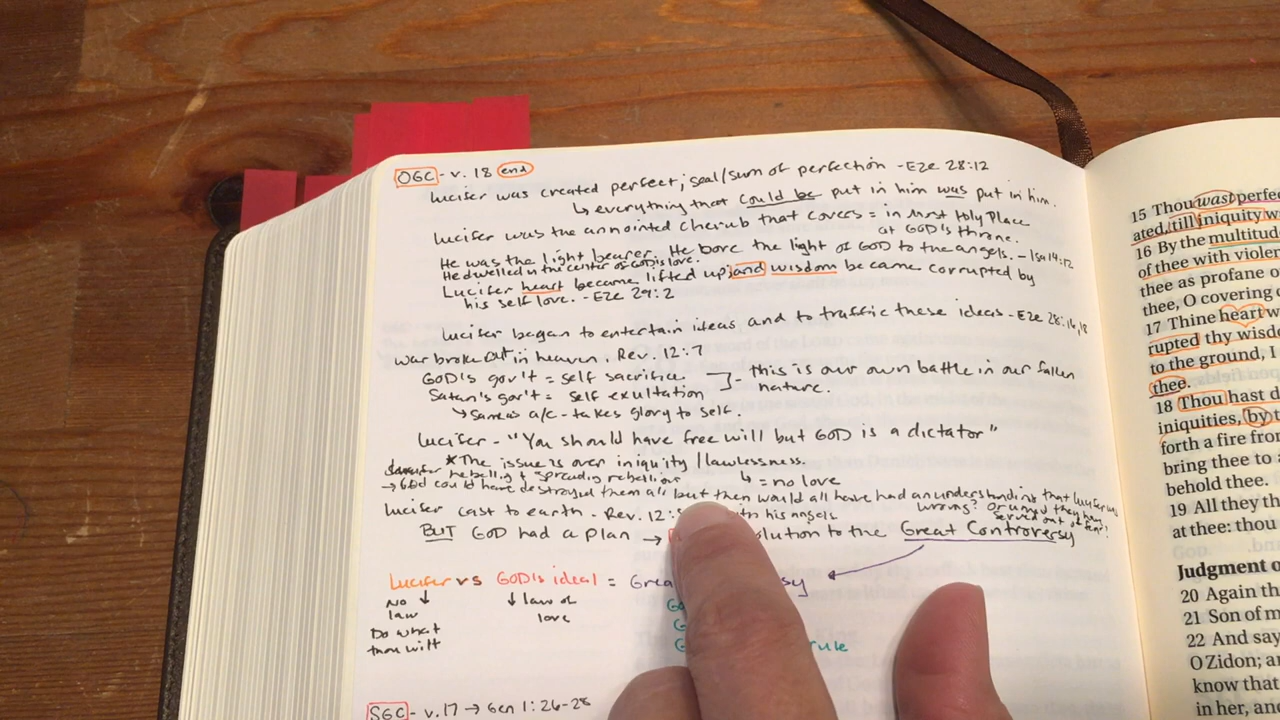 OGC - v. 18 end
Lucifer was created perfect; seal/sum of perfection - Eze 28:12
↳ everything that could be put in him was put in him.
Lucifer was the annointed cherub that covers = in Most Holy Place
at GOD's throne.
He was the light bearer. He bore the light of GOD to the angels. - Isa 14:12
He dwelled in the center of GOD's love.
Lucifer heart became lifted up; and wisdom became corrupted by
his self love. - Eze 29:2
Lucifer began to entertain ideas and to traffic these ideas - Eze 28:16,18
War broke out in heaven. Rev. 12:7
GOD's gov't = self sacrifice
Satan's gov't = self exultation
- this is our own battle in our fallen
nature.
takes glory to self.
Lucifer - "You should have free will but GOD is a dictator"
* The issue is over iniquity / lawlessness.
↳ = no love
Lucifer rebelling & spreading rebellion
→ GOD could have destroyed them all but then would all have had an understanding that Lucifer was
wrong? Or would they have
served out of fear?
Lucifer cast to earth - Rev. 12: with his angels
BUT GOD had a plan → solution to the Great Controversy
Lucifer vs GOD's ideal = Grea sy
No ↓
law
Do what
thou wilt
↓ law of
love
rule
SGC - v. 17 → Gen 1:26-28
15 Thou wast perfe
ated, till iniquity w
16 By the multitud
of thee with violen
thee as profane o
thee, O covering c
17 Thine heart w
rupted thy wisd
to the ground, I
thee.
18 Thou hast d
iniquities, by t
forth a fire from
bring thee to a
behold thee.
19 All they th
at thee: thou
Judgment o
20 Again th
21 Son of m
22 And say
O Zidon; a
know that
in her, an